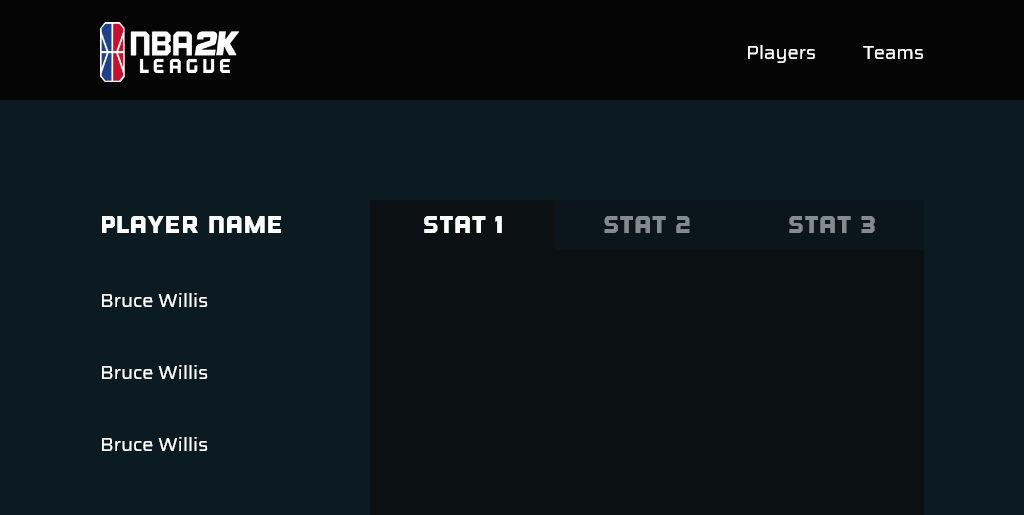 NBA2K
LEAGUE
Players Teams
PLAYER NAME STAT 1 STAT 2 STAT 3
Bruce Willis
Bruce Willis
Bruce Willis